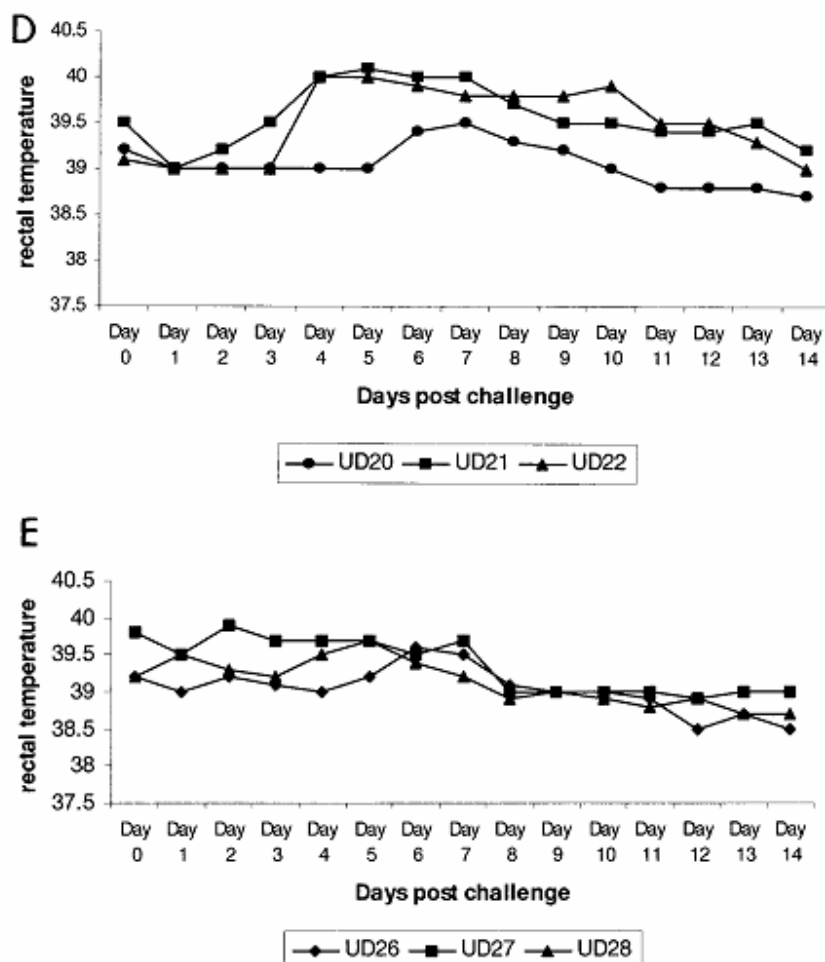 D
40.5
40
39.5
39
38.5
38
37.5
rectal temperature
Day Day Day Day Day Day Day Day Day Day Day Day Day Day Day
0 1 2 3 4 5 6 7 8 9 10 11 12 13 14
Days post challenge
UD20 UD21 UD22
E
40.5
40
39.5
39
38.5
38
37.5
rectal temperature
Day Day Day Day Day Day Day Day Day Day Day Day Day Day Day
0 1 2 3 4 5 6 7 8 9 10 11 12 13 14
Days post challenge
UD26 UD27 UD28